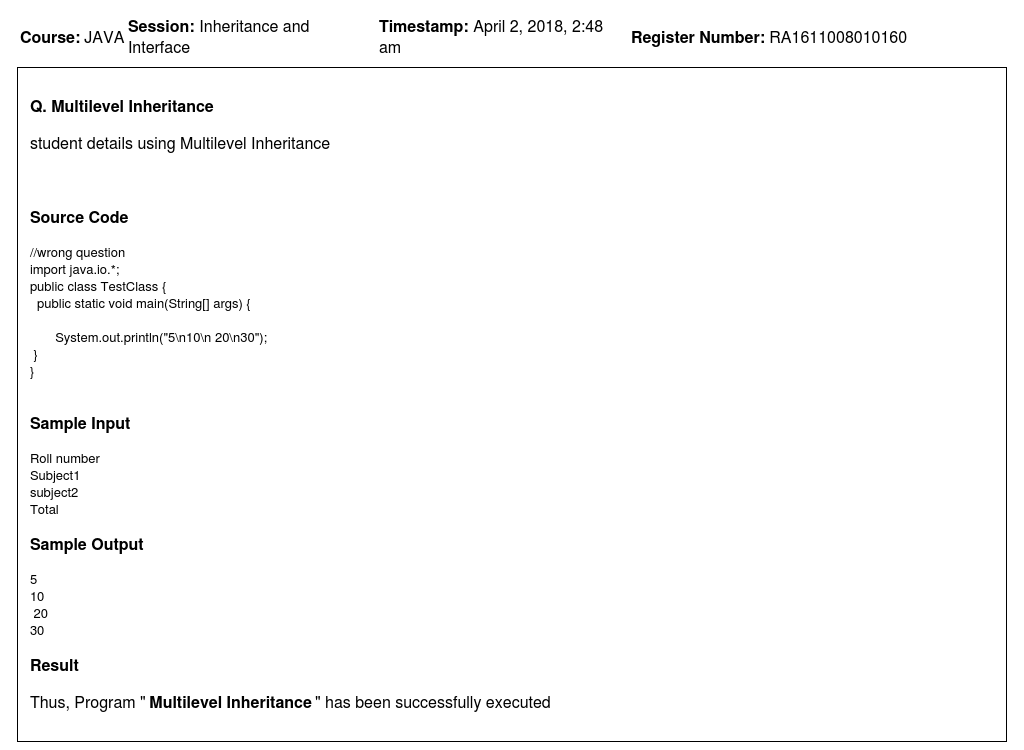 Course: JAVA Session: Inheritance and Interface Timestamp: April 2, 2018, 2:48 am Register Number: RA1611008010160
Q. Multilevel Inheritance
student details using Multilevel Inheritance
Source Code
//wrong question
import java.io.*;
public class TestClass {
  public static void main(String[] args) {
       System.out.println("5\n10\n 20\n30");
 }
}
Sample Input
Roll number
Subject1
subject2
Total
Sample Output
5
10
 20
30
Result
Thus, Program " Multilevel Inheritance " has been successfully executed